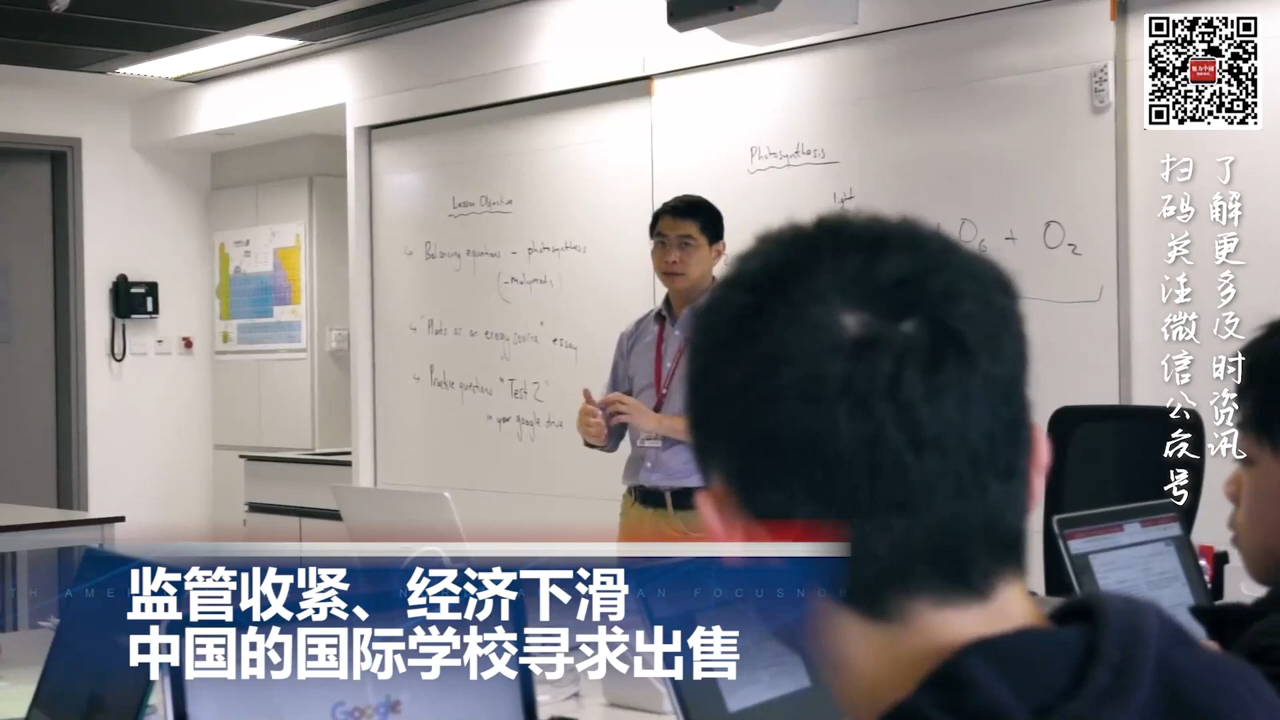 Photosynthesis
light
Lesson Objective
Balancing equations - photosynthesis
"Plants as an energy source" essay
Practice questions "Test 2"
in your google drive
O₆ + O₂
了解更多及时资讯
扫码关注微信公众号
监管收紧、经济下滑
中国的国际学校寻求出售
Google